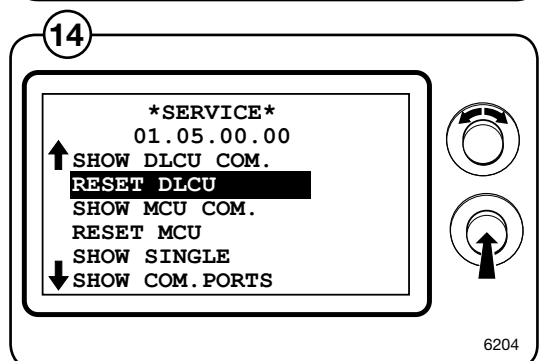 14
*SERVICE*
01.05.00.00
SHOW DLCU COM.
RESET DLCU
SHOW MCU COM.
RESET MCU
SHOW SINGLE
SHOW COM.PORTS
6204